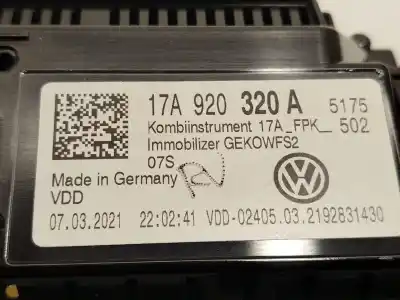 17A 920 320 A 5175
Kombiinstrument 17A_FPK_ 502
Immobilizer GEKOWFS2
07S
Made in Germany
VDD
07.03.2021 22:02:41 VDD-02405.03.2192831430